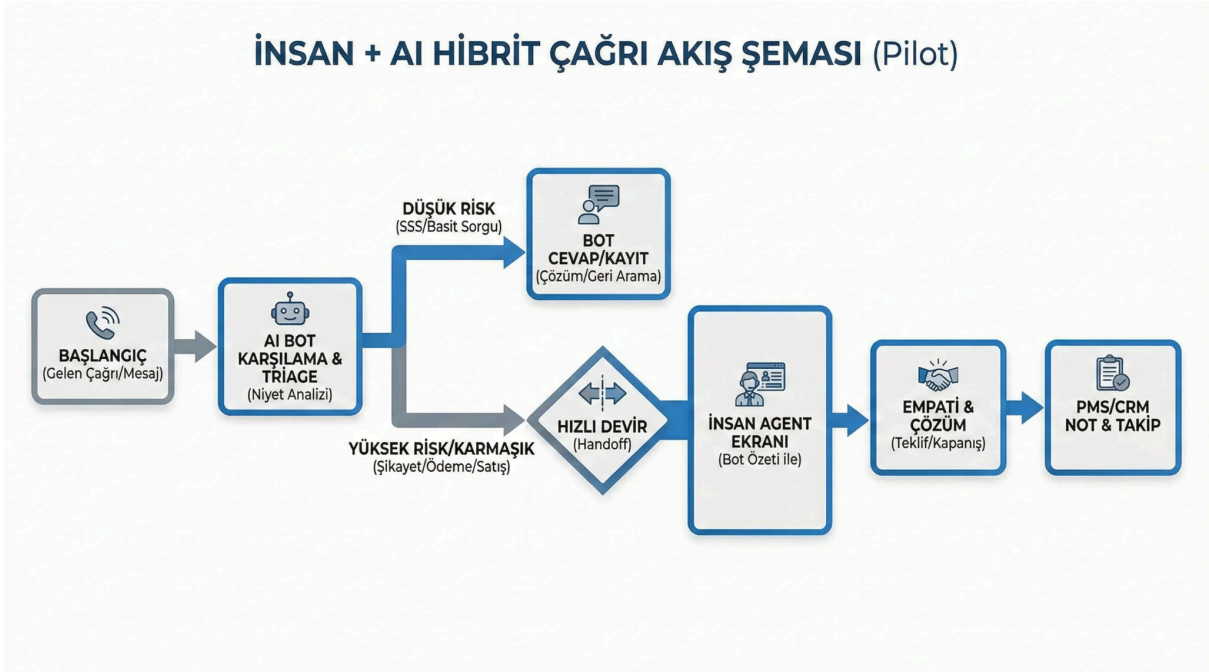 İNSAN + AI HİBRİT ÇAĞRI AKIŞ ŞEMASI (Pilot)
BAŞLANGIÇ
(Gelen Çağrı/Mesaj)
AI BOT
KARŞILAMA &
TRIAGE
(Niyet Analizi)
DÜŞÜK RİSK
(SSS/Basit Sorgu)
BOT
CEVAP/KAYIT
(Çözüm/Geri Arama)
YÜKSEK RİSK/KARMAŞIK
(Şikayet/Ödeme/Satış)
HIZLI DEVİR
(Handoff)
İNSAN AGENT
EKRANI
(Bot Özeti ile)
EMPATİ &
ÇÖZÜM
(Teklif/Kapanış)
PMS/CRM
NOT & TAKİP